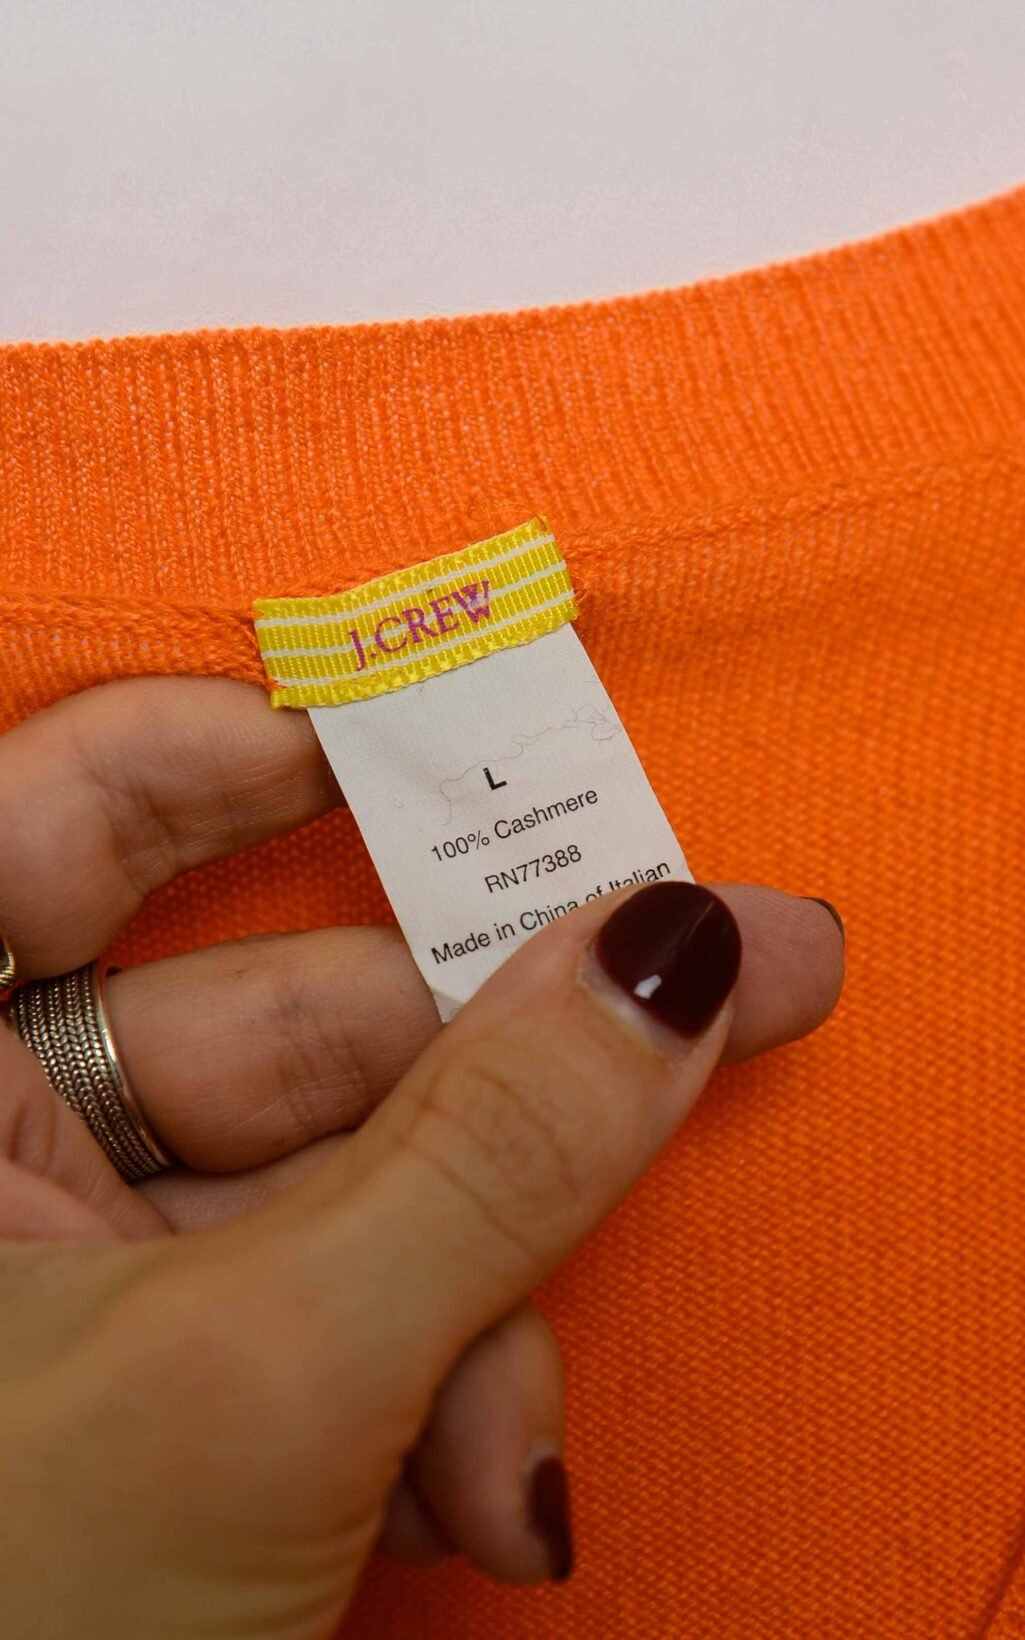 J.CREW
L
100% Cashmere
RN77388
Made in China of Italian